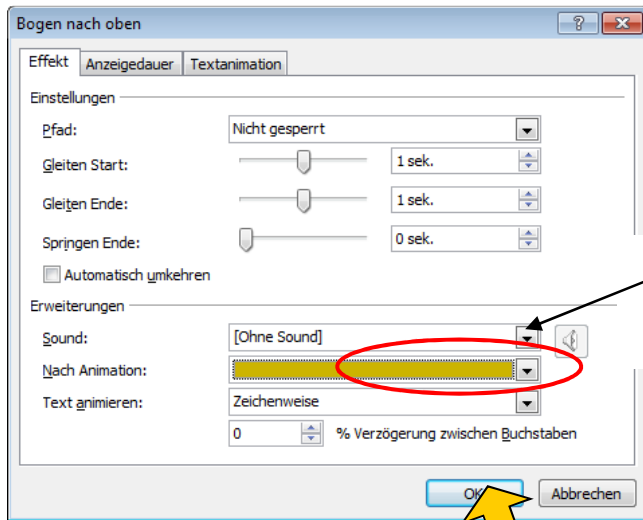 Bogen nach oben
Effekt Anzeigedauer Textanimation
Einstellungen
Pfad: Nicht gesperrt
Gleiten Start: 1 sek.
Gleiten Ende: 1 sek.
Springen Ende: 0 sek.
Automatisch umkehren
Erweiterungen
Sound: [Ohne Sound]
Nach Animation:
Text animieren: Zeichenweise
0 % Verzögerung zwischen Buchstaben
OK Abbrechen